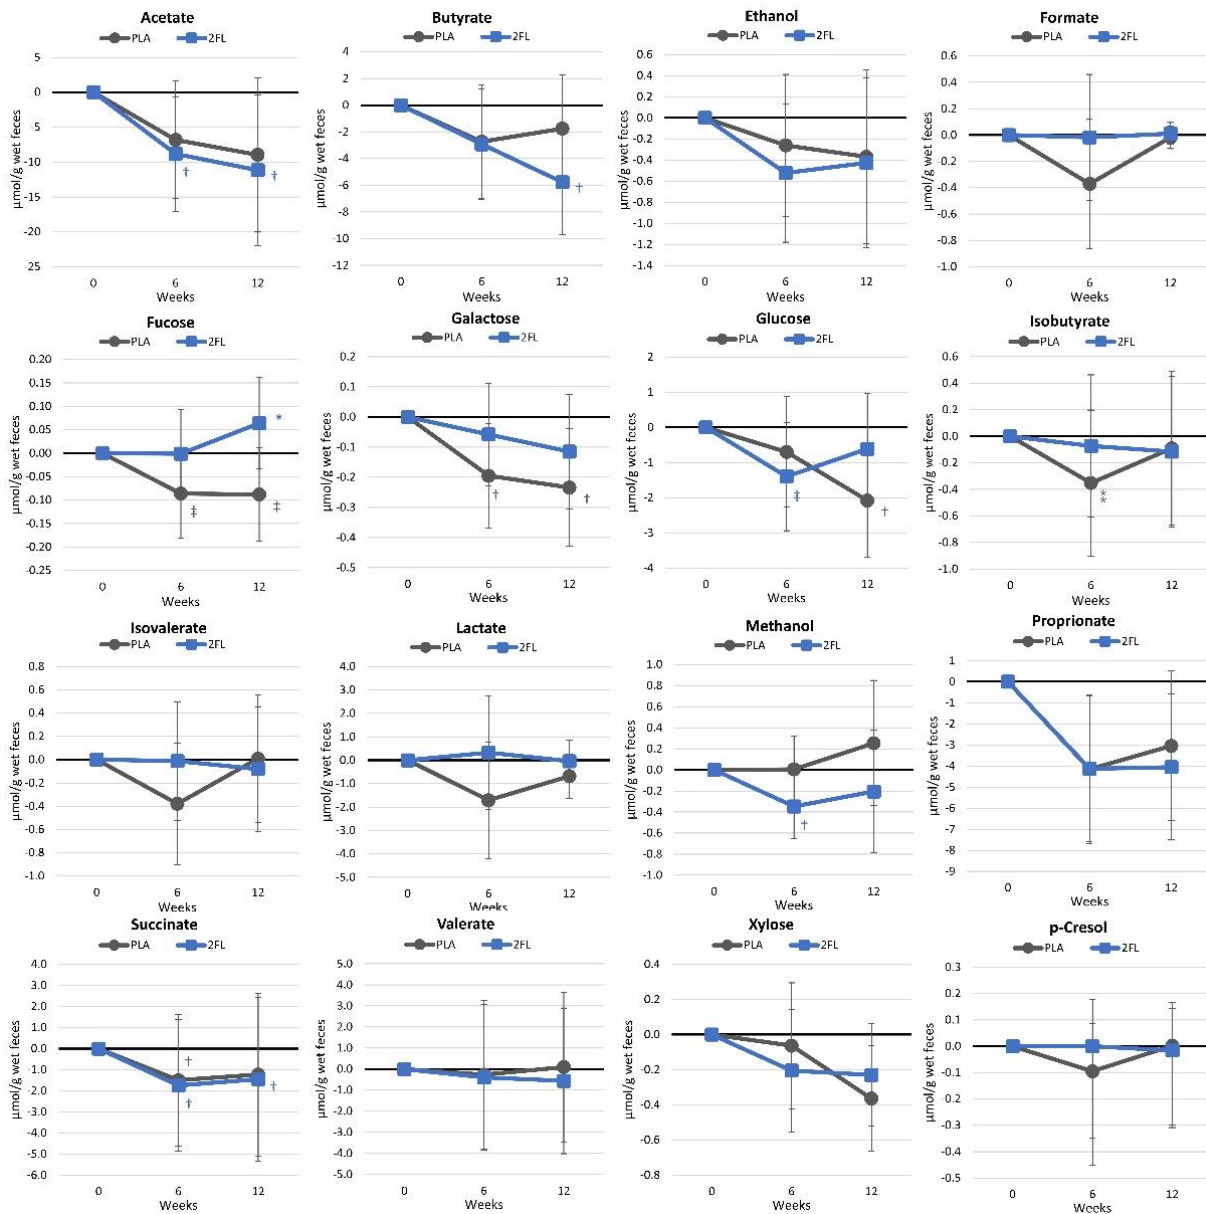 Acetate
PLA 2FL
µmol/g wet feces
5
0
-5
-10
-15
-20
25
†
†
0 6 12
Weeks
Butyrate
PLA 2FL
µmol/g wet feces
4
2
0
-2
-4
-6
-8
-10
-12
†
0 6 12
Weeks
Ethanol
PLA 2FL
µmol/g wet feces
0.6
0.4
0.2
0.0
-0.2
-0.4
-0.6
-0.8
-1.0
-1.2
-1.4
0 6 12
Weeks
Formate
PLA 2FL
µmol/g wet feces
0.6
0.4
0.2
0.0
-0.2
-0.4
-0.6
-0.8
-1.0
0 6 12
Weeks
Fucose
PLA 2FL
µmol/g wet feces
0.20
0.15
0.10
0.05
0.00
-0.05
-0.10
-0.15
-0.20
-0.25
*
‡
‡
0 6 12
Weeks
Galactose
PLA 2FL
µmol/g wet feces
0.2
0.1
0.0
-0.1
-0.2
-0.3
-0.4
-0.5
†
†
0 6 12
Weeks
Glucose
PLA 2FL
µmol/g wet feces
2
1
0
-1
-2
-3
-4
‡
†
0 6 12
Weeks
Isobutyrate
PLA 2FL
µmol/g wet feces
0.6
0.4
0.2
0.0
-0.2
-0.4
-0.6
-0.8
-1.0
*
*
0 6 12
Weeks
Isovalerate
PLA 2FL
µmol/g wet feces
0.8
0.6
0.4
0.2
0.0
-0.2
-0.4
-0.6
-0.8
-1.0
0 6 12
Weeks
Lactate
PLA 2FL
µmol/g wet feces
4.0
3.0
2.0
1.0
0.0
-1.0
-2.0
-3.0
-4.0
-5.0
0 6 12
Weeks
Methanol
PLA 2FL
µmol/g wet feces
1.0
0.8
0.6
0.4
0.2
0.0
-0.2
-0.4
-0.6
-0.8
-1.0
†
0 6 12
Weeks
Proprionate
PLA 2FL
µmol/g wet feces
1
0
-1
-2
-3
-4
-5
-6
-7
-8
-9
0 6 12
Weeks
Succinate
PLA 2FL
µmol/g wet feces
4.0
3.0
2.0
1.0
0.0
-1.0
-2.0
-3.0
-4.0
-5.0
-6.0
†
†
†
0 6 12
Weeks
Valerate
PLA 2FL
µmol/g wet feces
5.0
4.0
3.0
2.0
1.0
0.0
-1.0
-2.0
-3.0
-4.0
-5.0
0 6 12
Weeks
Xylose
PLA 2FL
µmol/g wet feces
0.4
0.2
0.0
-0.2
-0.4
-0.6
-0.8
0 6 12
Weeks
p-Cresol
PLA 2FL
µmol/g wet feces
0.3
0.2
0.1
0.0
-0.1
-0.2
-0.3
-0.4
-0.5
0 6 12
Weeks